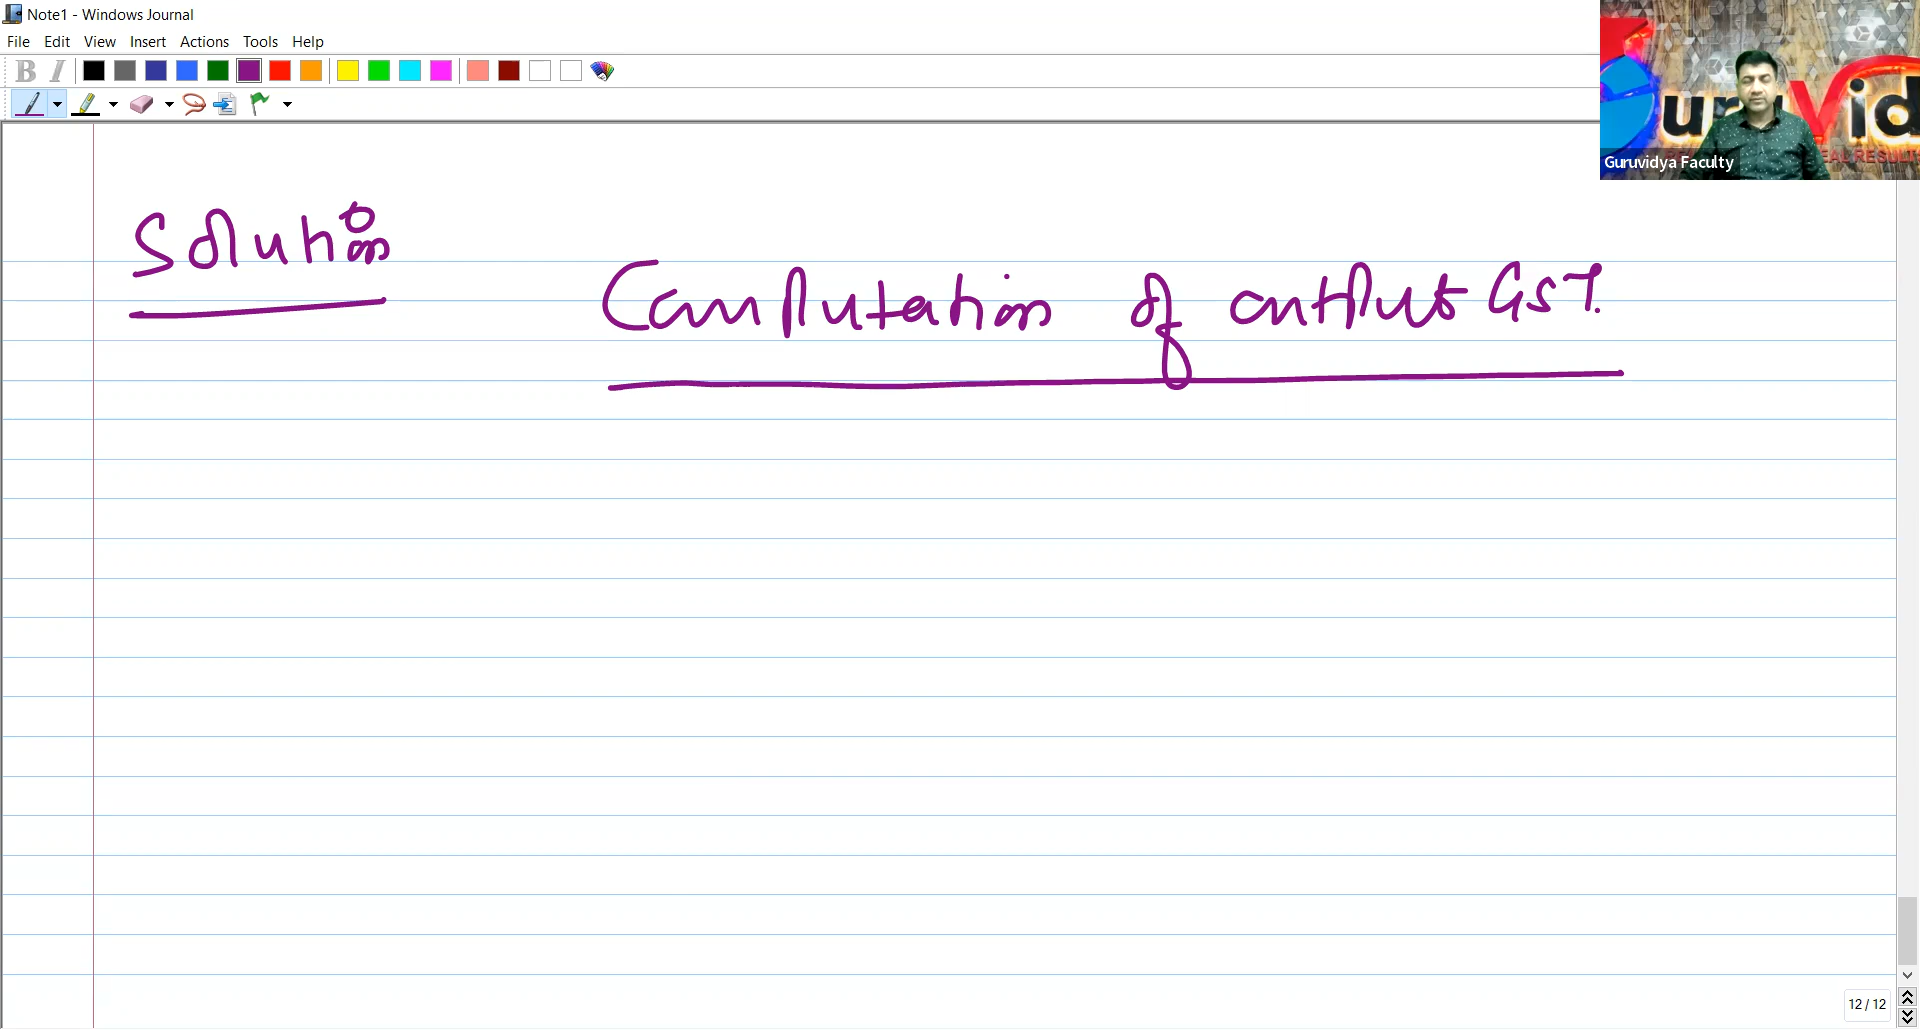 Note1 - Windows Journal
File Edit View Insert Actions Tools Help
B I
Guruvidya Faculty
Solution
Computation of output GST.
12 / 12